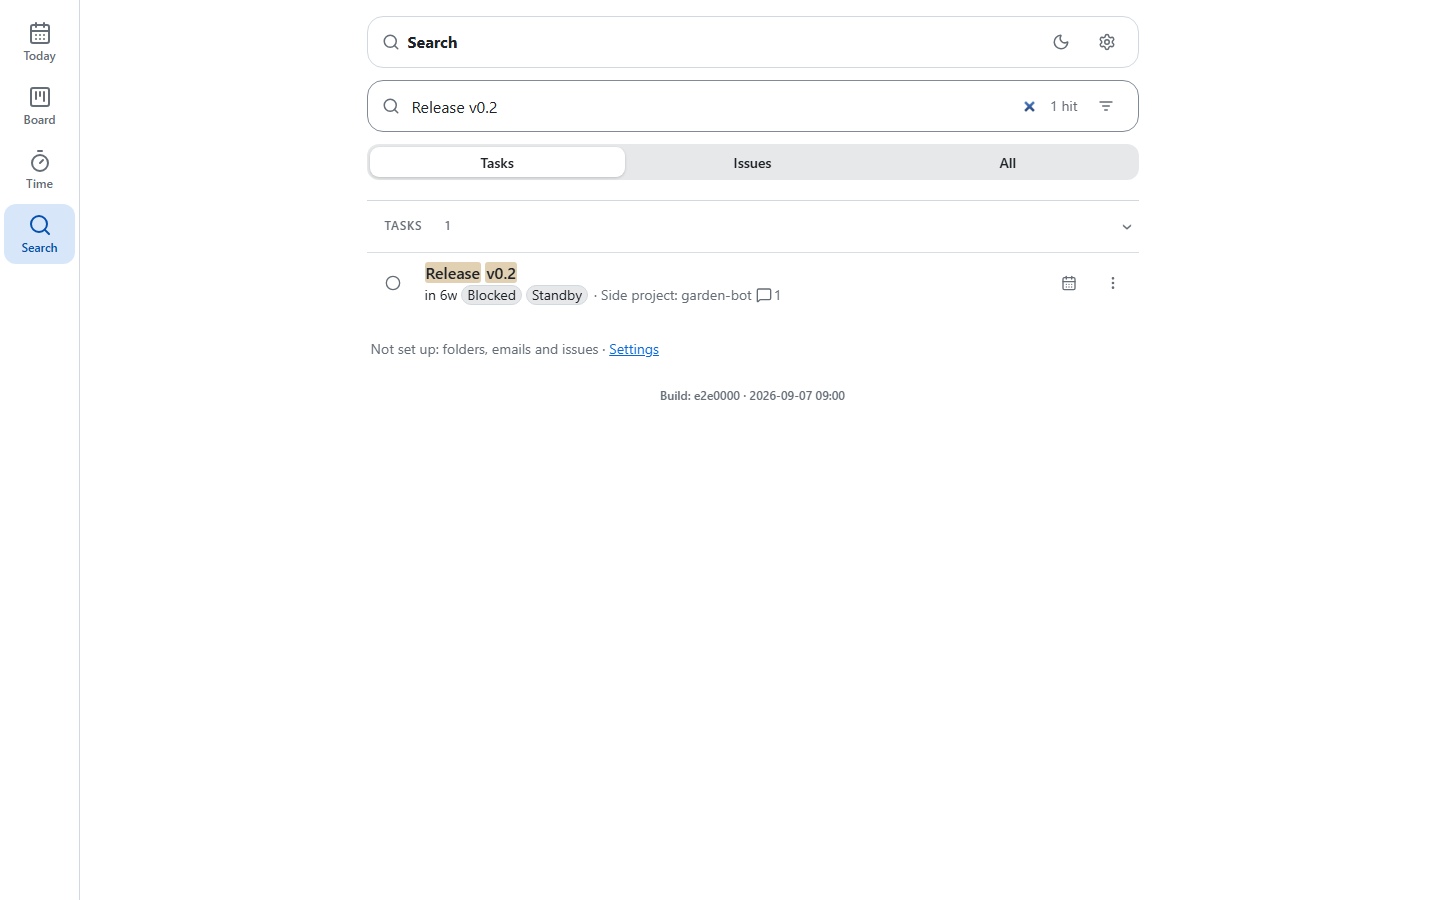 Today
Board
Time
Search
Search
Release v0.2
1 hit
Tasks
Issues
All
TASKS 1
Release v0.2
in 6w Blocked Standby · Side project: garden-bot 1
Not set up: folders, emails and issues · Settings
Build: e2e0000 · 2026-09-07 09:00